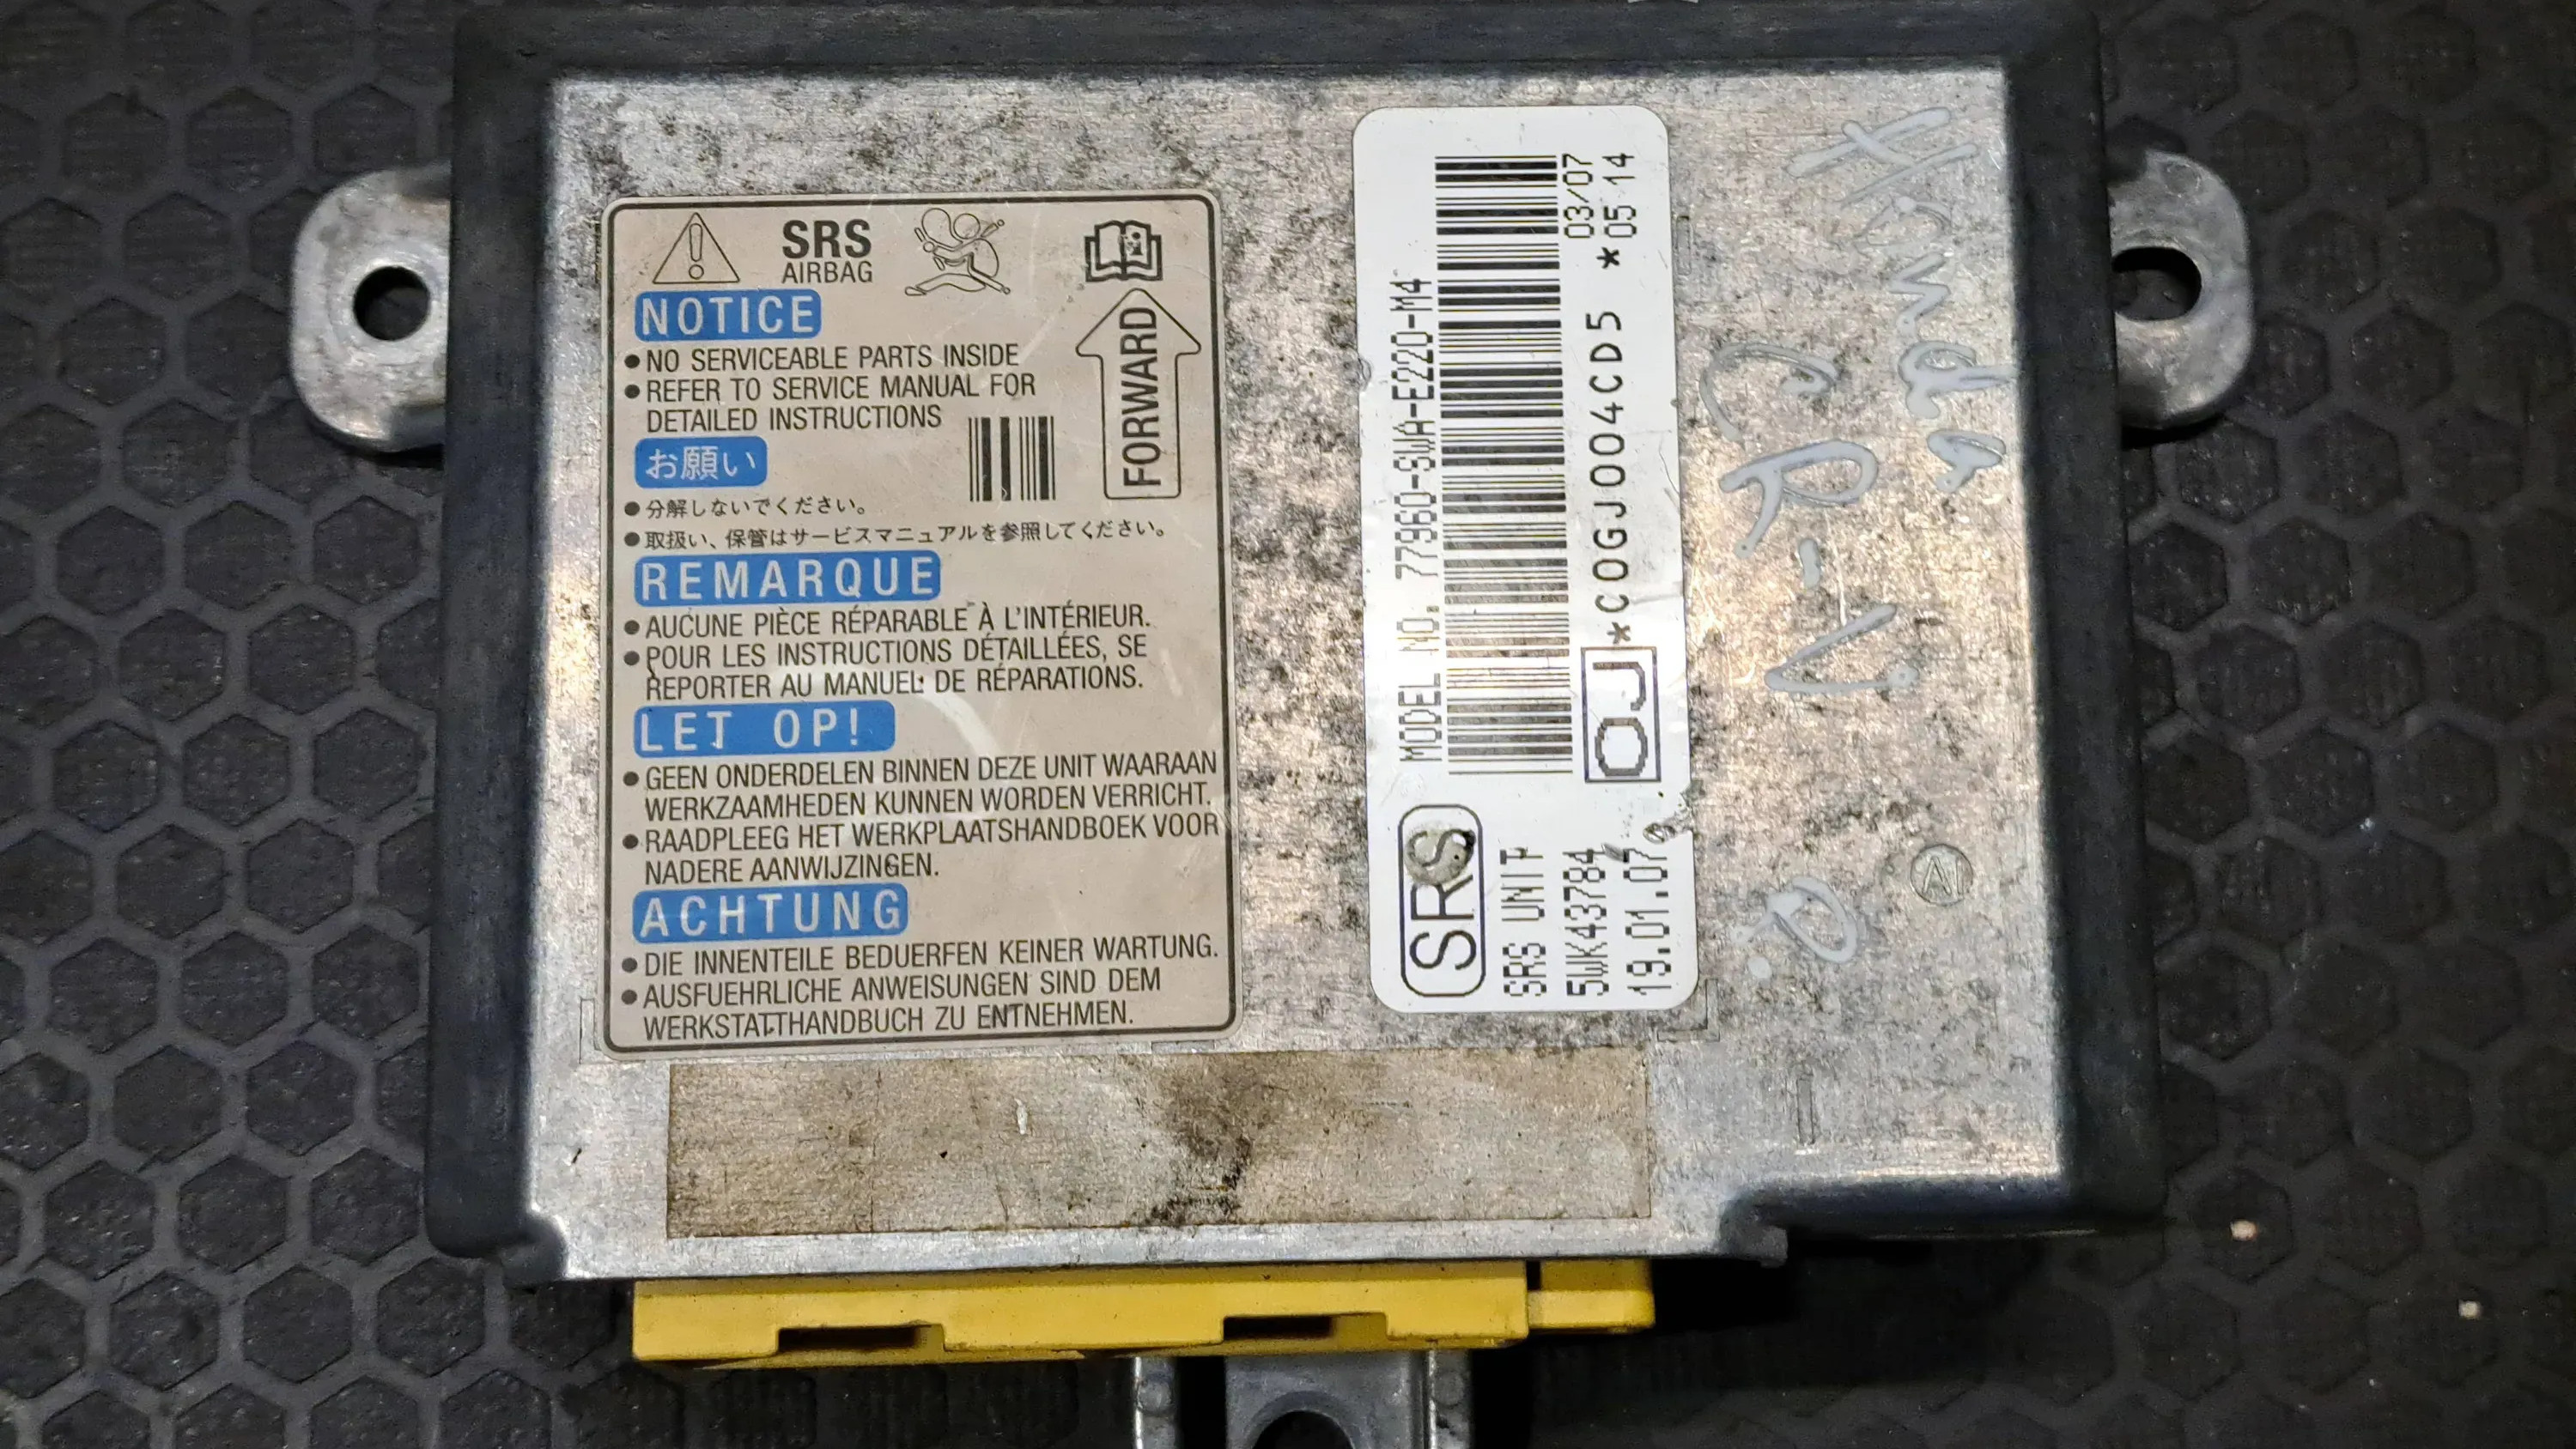 SRS
AIRBAG
NOTICE
● NO SERVICEABLE PARTS INSIDE
● REFER TO SERVICE MANUAL FOR
DETAILED INSTRUCTIONS
FORWARD
お願い
● 分解しないでください。
● 取扱い、保管はサービスマニュアルを参照してください。
REMARQUE
● AUCUNE PIÈCE RÉPARABLE À L'INTÉRIEUR.
● POUR LES INSTRUCTIONS DÉTAILLÉES, SE
REPORTER AU MANUEL DE RÉPARATIONS.
LET OP!
● GEEN ONDERDELEN BINNEN DEZE UNIT WAARAAN
WERKZAAMHEDEN KUNNEN WORDEN VERRICHT.
● RAADPLEEG HET WERKPLAATSHANDBOEK VOOR
NADERE AANWIJZINGEN.
ACHTUNG
● DIE INNENTEILE BEDUERFEN KEINER WARTUNG.
● AUSFUEHRLICHE ANWEISUNGEN SIND DEM
WERKSTATTHANDBUCH ZU ENTNEHMEN.
MODEL NO. 77960-SWA-E220-M4
03/07
OJ *C0GJ004CD5 *05 14
SRS
SRS UNIT
5WK43784
19.01.07
Honda
CR-V
R.
AI